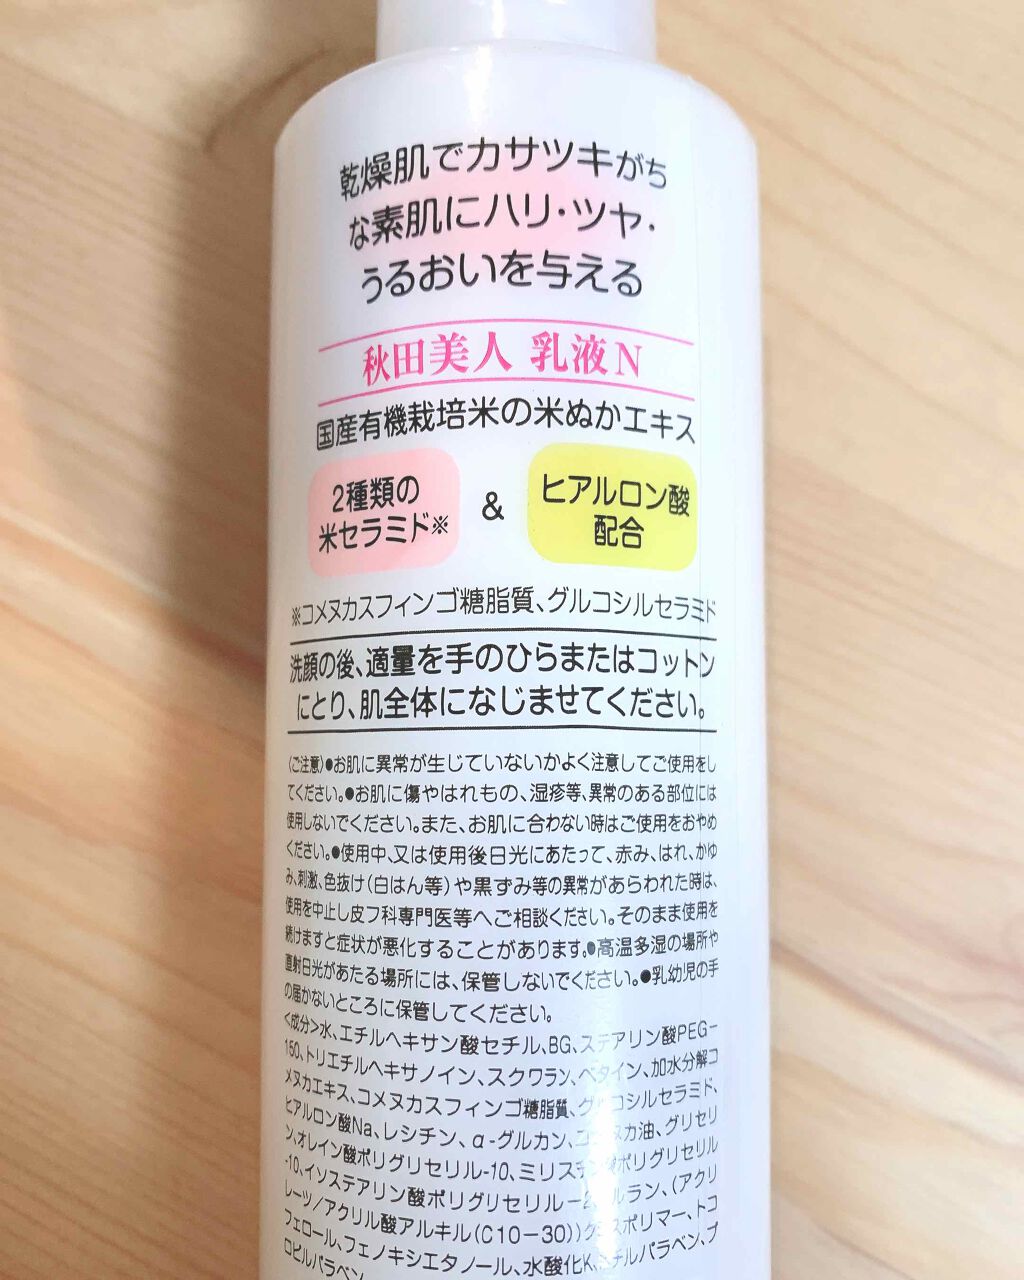 乾燥肌でカサツキがち
な素肌にハリ・ツヤ・
うるおいを与える
秋田美人 乳液N
国産有機栽培米の米ぬかエキス
2種類の
米セラミド※
&
ヒアルロン酸
配合
※コメヌカスフィンゴ糖脂質、グルコシルセラミド
洗顔の後、適量を手のひらまたはコットン
にとり、肌全体になじませてください。
〈ご注意〉●お肌に異常が生じていないかよく注意してご使用をし
てください。●お肌に傷やはれもの、湿疹等、異常のある部位には
使用しないでください。また、お肌に合わない時はご使用をおやめ
ください。●使用中、又は使用後日光にあたって、赤み、はれ、かゆ
み、刺激、色抜け(白はん等)や黒ずみ等の異常があらわれた時は、
使用を中止し皮フ科専門医等へご相談ください。そのまま使用を
続けますと症状が悪化することがあります。●高温多湿の場所や
直射日光があたる場所には、保管しないでください。●乳幼児の手
の届かないところに保管してください。
<成分>水、エチルヘキサン酸セチル、BG、ステアリン酸PEG-
150、トリエチルヘキサノイン、スクワラン、ベタイン、加水分解コ
メヌカエキス、コメヌカスフィンゴ糖脂質、グルコシルセラミド、
ヒアルロン酸Na、レシチン、α-グルカン、コメヌカ油、グリセリ
ン、オレイン酸ポリグリセリル-10、ミリスチン酸ポリグリセリル
-10、イソステアリン酸ポリグリセリル-2、ルラン、(アクリ
レーツ/アクリル酸アルキル(C10-30))クロスポリマー、トコ
フェロール、フェノキシエタノール、水酸化K、メチルパラベン、プ
ロピルパラベン